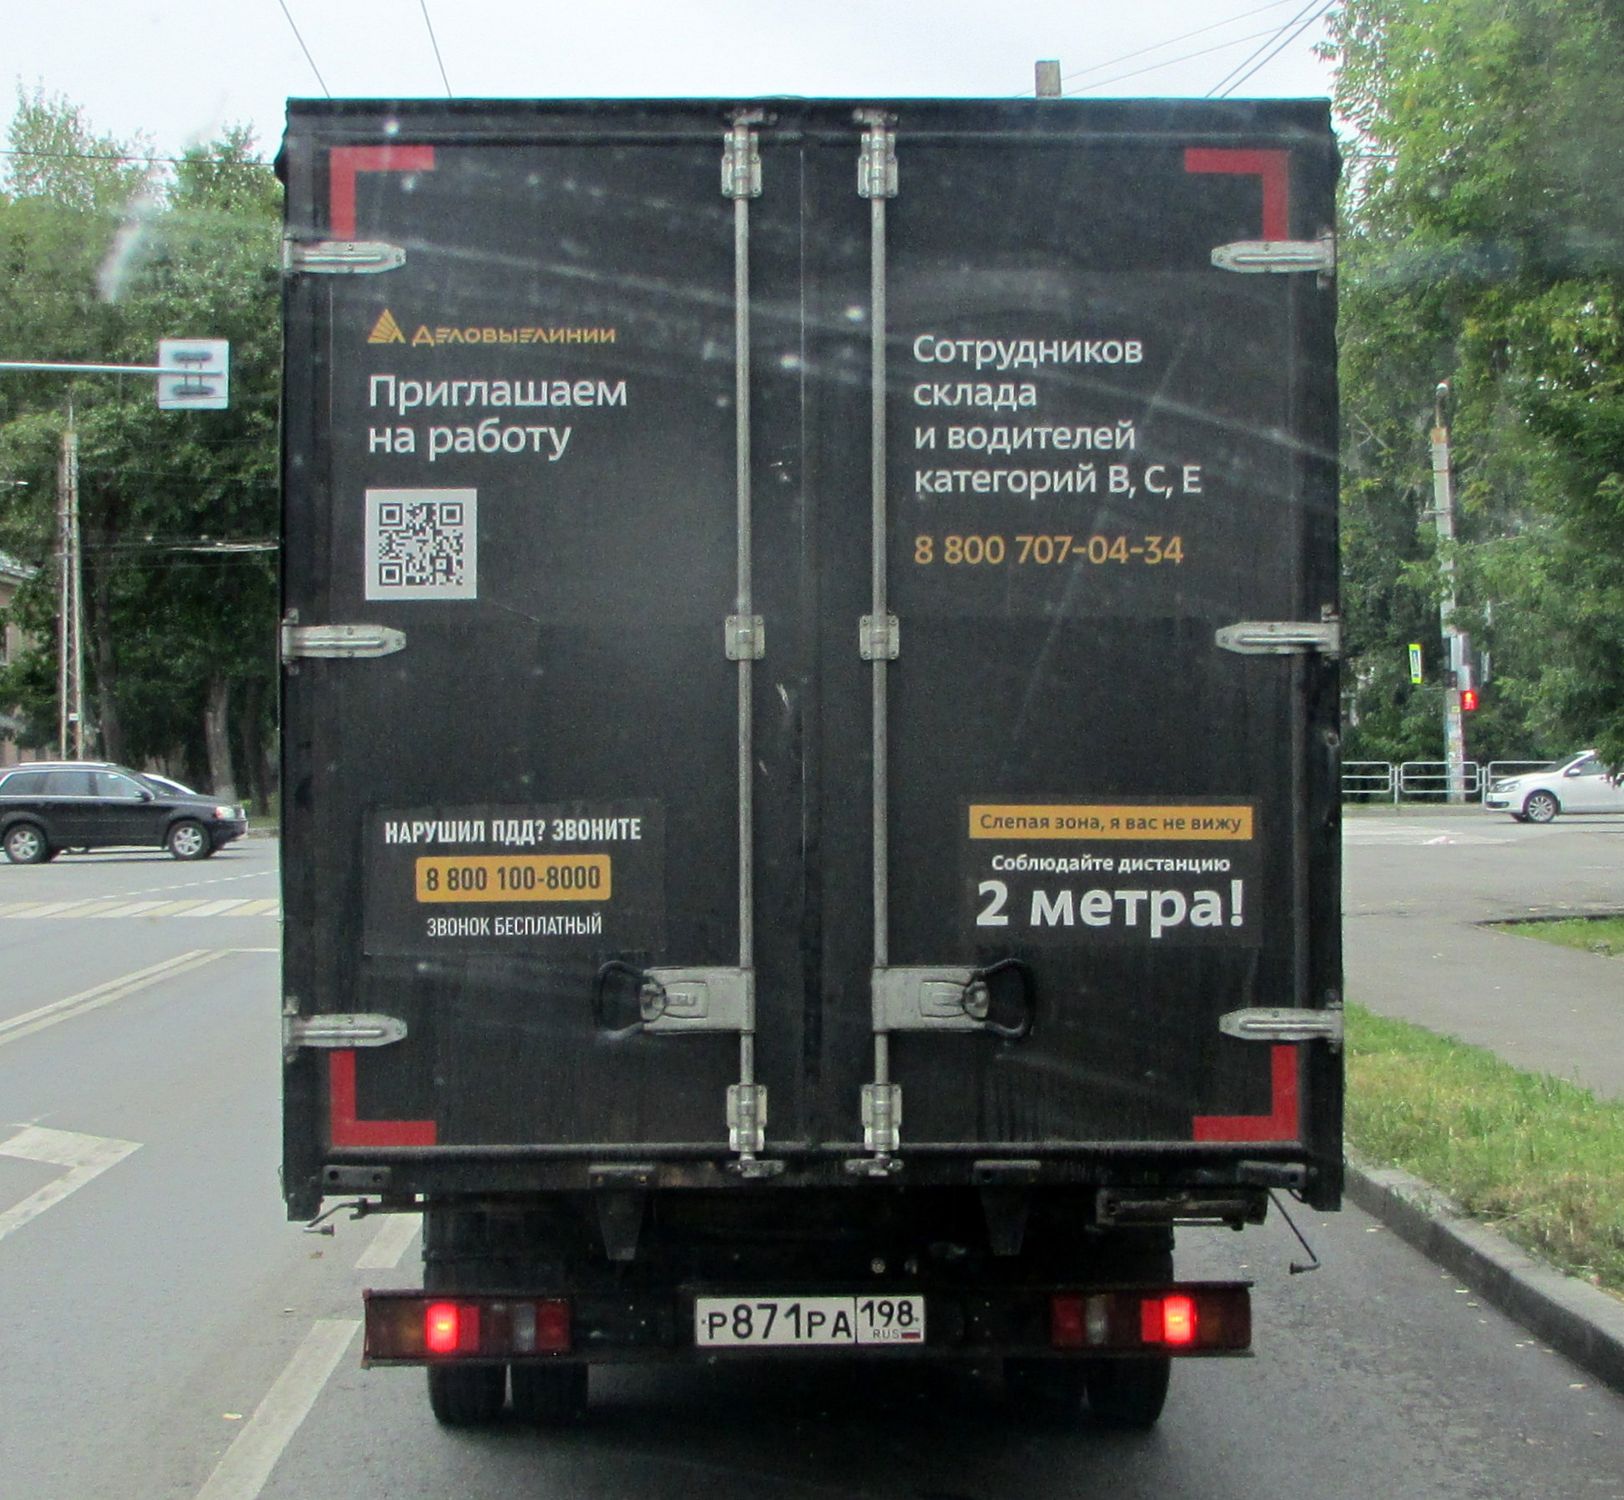 ДЕЛОВЫЕ ЛИНИИ
Приглашаем
на работу
Сотрудников
склада
и водителей
категорий B, C, E
8 800 707-04-34
НАРУШИЛ ПДД? ЗВОНИТЕ
8 800 100-8000
ЗВОНОК БЕСПЛАТНЫЙ
Слепая зона, я вас не вижу
Соблюдайте дистанцию
2 метра!
Р871РА 198
RUS